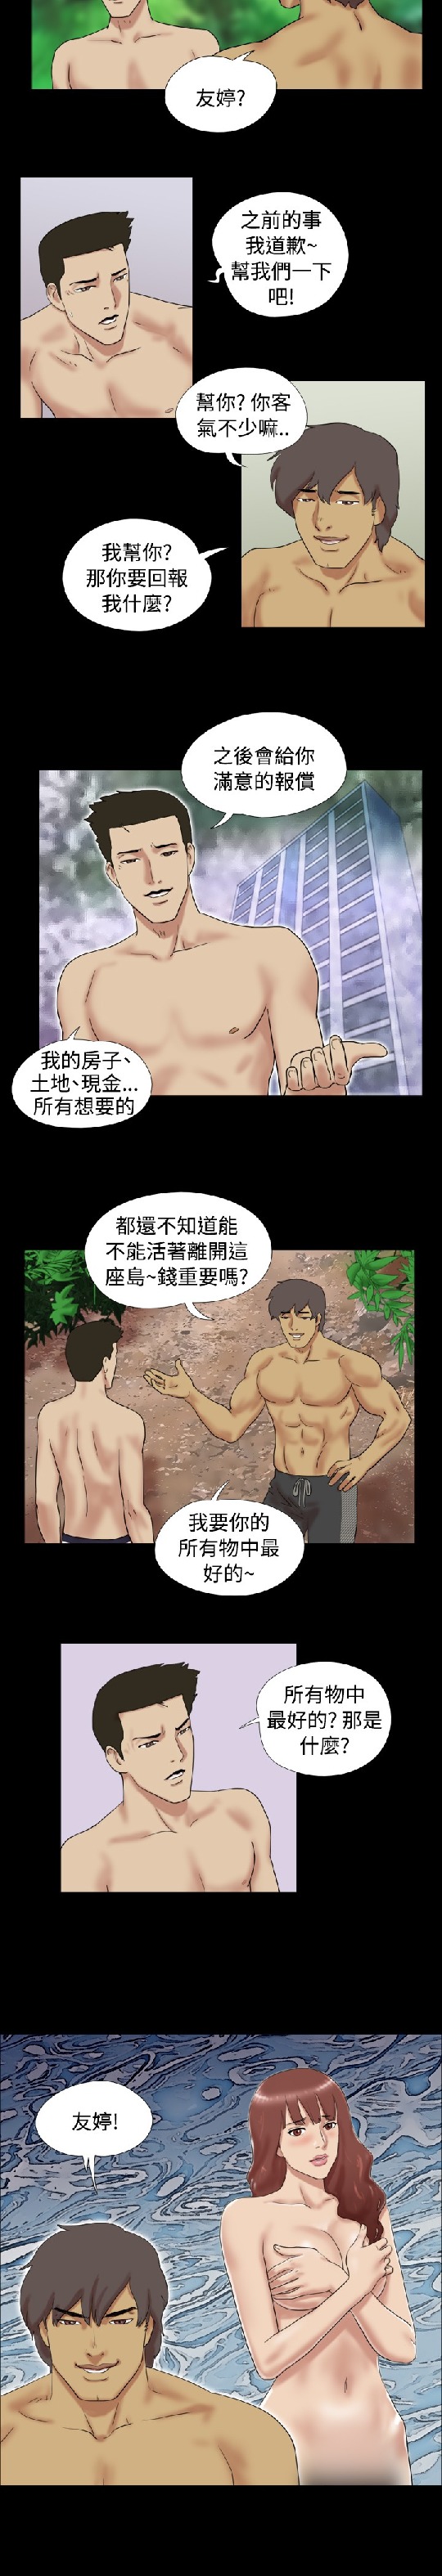 友婷?
之前的事
我道歉~
幫我們一下
吧!
幫你? 你客
氣不少嘛..
我幫你?
那你要回報
我什麼?
之後會給你
滿意的報償
我的房子、
土地、現金...
所有想要的
都還不知道能
不能活著離開這
座島~錢重要嗎?
我要你的
所有物中最
好的~
所有物中
最好的? 那是
什麼?
友婷!